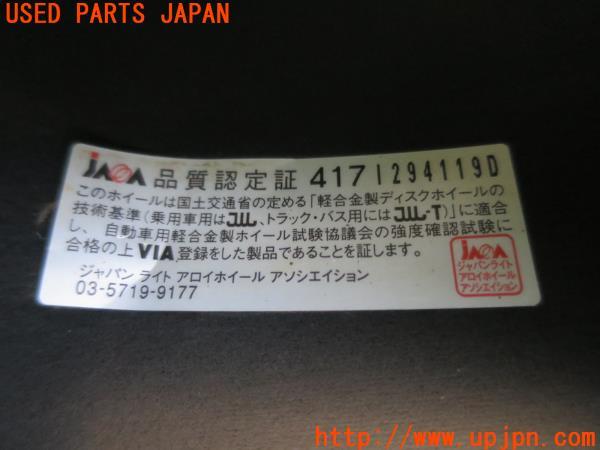 USED PARTS JAPAN
JAWA 品質認定証 417 1294119D
このホイールは国土交通省の定める「軽合金製ディスクホイールの
技術基準(乗用車用はJWL、トラック・バス用にはJWL-T)」に適合
し、自動車用軽合金製ホイール試験協議会の強度確認試験に
合格の上VIA登録をした製品であることを証します。
ジャパン ライト アロイホイール アソシエイション
03-5719-9177
JAWA
ジャパンライト
アロイホイール
アソシエイション
(3) http://www.upjpn.com/